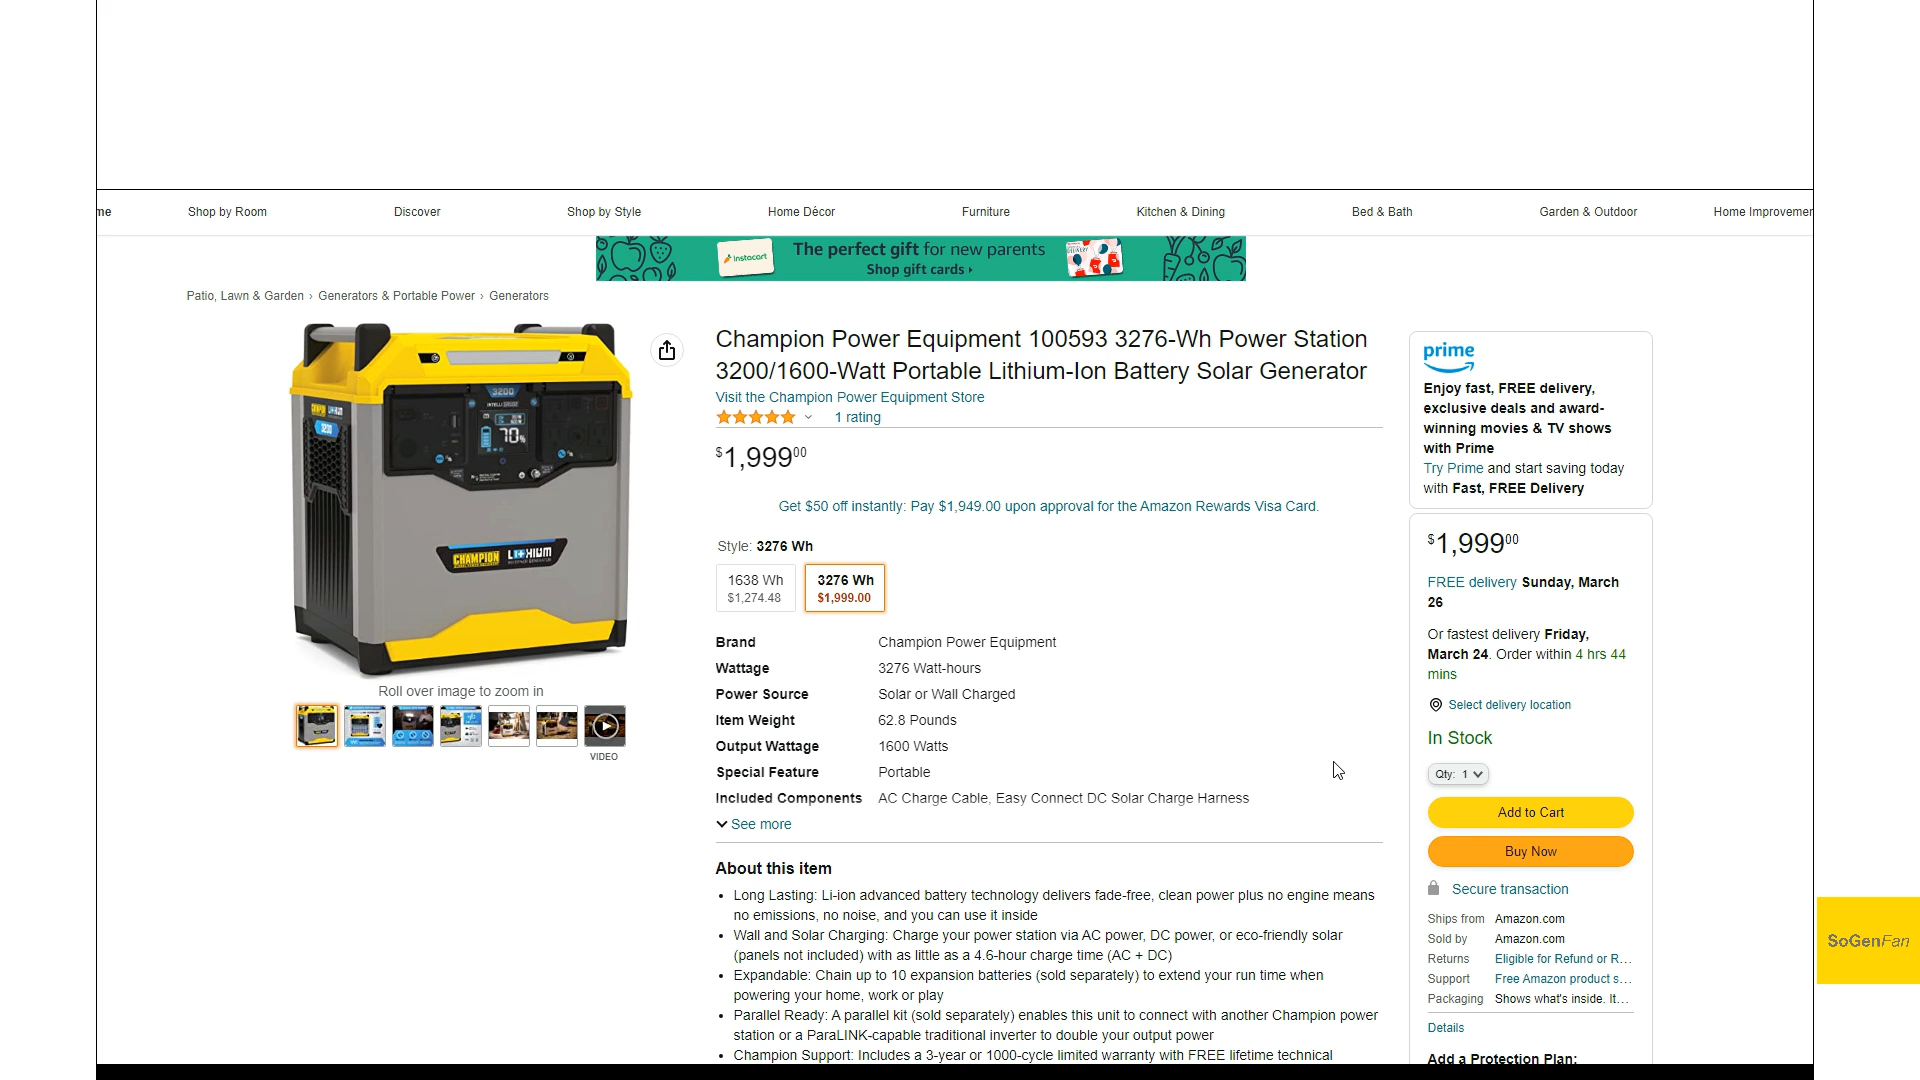 me
Shop by Room
Discover
Shop by Style
Home Décor
Furniture
Kitchen & Dining
Bed & Bath
Garden & Outdoor
Home Improvemen
instacart
The perfect gift for new parents
Shop gift cards ›
Patio, Lawn & Garden › Generators & Portable Power › Generators
3200
70%
CHAMPION
3200
CHAMPION LITHIUM
Roll over image to zoom in
VIDEO
Champion Power Equipment 100593 3276-Wh Power Station
3200/1600-Watt Portable Lithium-Ion Battery Solar Generator
Visit the Champion Power Equipment Store
1 rating
$1,99900
Get $50 off instantly: Pay $1,949.00 upon approval for the Amazon Rewards Visa Card.
Style: 3276 Wh
1638 Wh
$1,274.48
3276 Wh
$1,999.00
Brand Champion Power Equipment
Wattage 3276 Watt-hours
Power Source Solar or Wall Charged
Item Weight 62.8 Pounds
Output Wattage 1600 Watts
Special Feature Portable
Included Components AC Charge Cable, Easy Connect DC Solar Charge Harness
See more
About this item
• Long Lasting: Li-ion advanced battery technology delivers fade-free, clean power plus no engine means
no emissions, no noise, and you can use it inside
• Wall and Solar Charging: Charge your power station via AC power, DC power, or eco-friendly solar
(panels not included) with as little as a 4.6-hour charge time (AC + DC)
• Expandable: Chain up to 10 expansion batteries (sold separately) to extend your run time when
powering your home, work or play
• Parallel Ready: A parallel kit (sold separately) enables this unit to connect with another Champion power
station or a ParaLINK-capable traditional inverter to double your output power
• Champion Support: Includes a 3-year or 1000-cycle limited warranty with FREE lifetime technical
prime
Enjoy fast, FREE delivery,
exclusive deals and award-
winning movies & TV shows
with Prime
Try Prime and start saving today
with Fast, FREE Delivery
$1,99900
FREE delivery Sunday, March
26
Or fastest delivery Friday,
March 24. Order within 4 hrs 44
mins
Select delivery location
In Stock
Qty: 1
Add to Cart
Buy Now
Secure transaction
Ships from Amazon.com
Sold by Amazon.com
Returns Eligible for Refund or R...
Support Free Amazon product s...
Packaging Shows what's inside. It...
Details
Add a Protection Plan:
SoGenFan